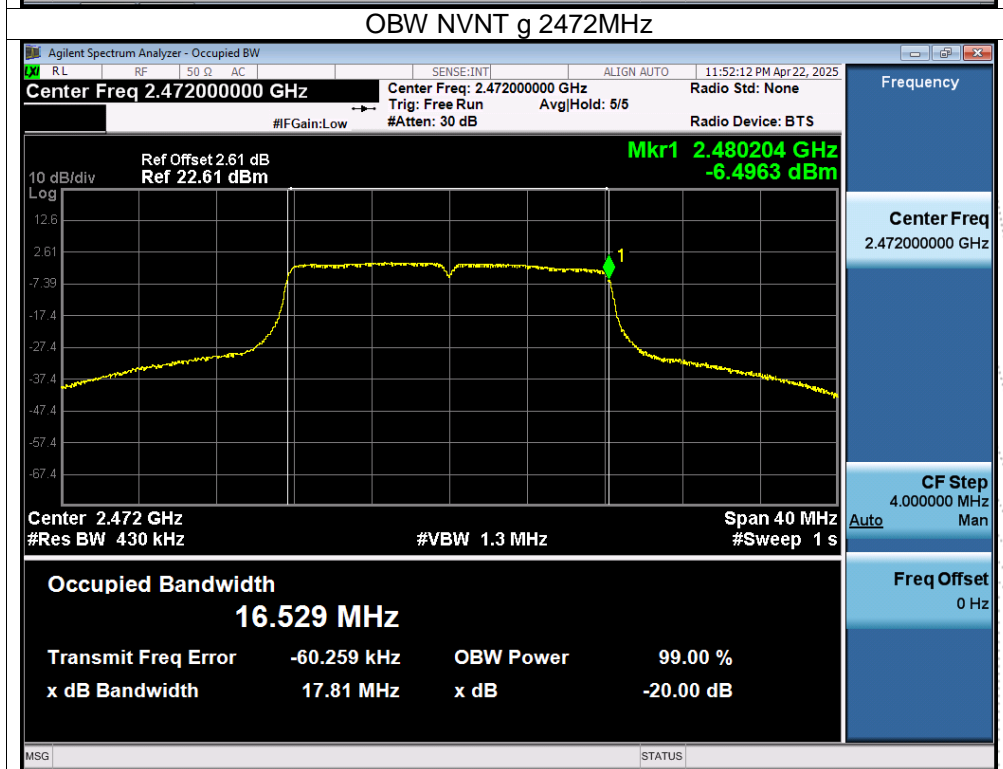 OBW NVNT g 2472MHz
Agilent Spectrum Analyzer - Occupied BW
LXI RL RF 50 Ω AC SENSE:INT ALIGN AUTO 11:52:12 PM Apr 22, 2025
Center Freq 2.472000000 GHz
Center Freq: 2.472000000 GHz
Radio Std: None
Trig: Free Run Avg|Hold: 5/5
#IFGain:Low #Atten: 30 dB Radio Device: BTS
Mkr1 2.480204 GHz
-6.4963 dBm
Ref Offset 2.61 dB
10 dB/div Ref 22.61 dBm
Log
12.6
2.61
-7.39
-17.4
-27.4
-37.4
-47.4
-57.4
-67.4
1
Center 2.472 GHz Span 40 MHz
#Res BW 430 kHz #VBW 1.3 MHz #Sweep 1 s
Occupied Bandwidth
16.529 MHz
Transmit Freq Error -60.259 kHz OBW Power 99.00 %
x dB Bandwidth 17.81 MHz x dB -20.00 dB
MSG STATUS
Frequency
Center Freq
2.472000000 GHz
CF Step
4.000000 MHz
Auto Man
Freq Offset
0 Hz